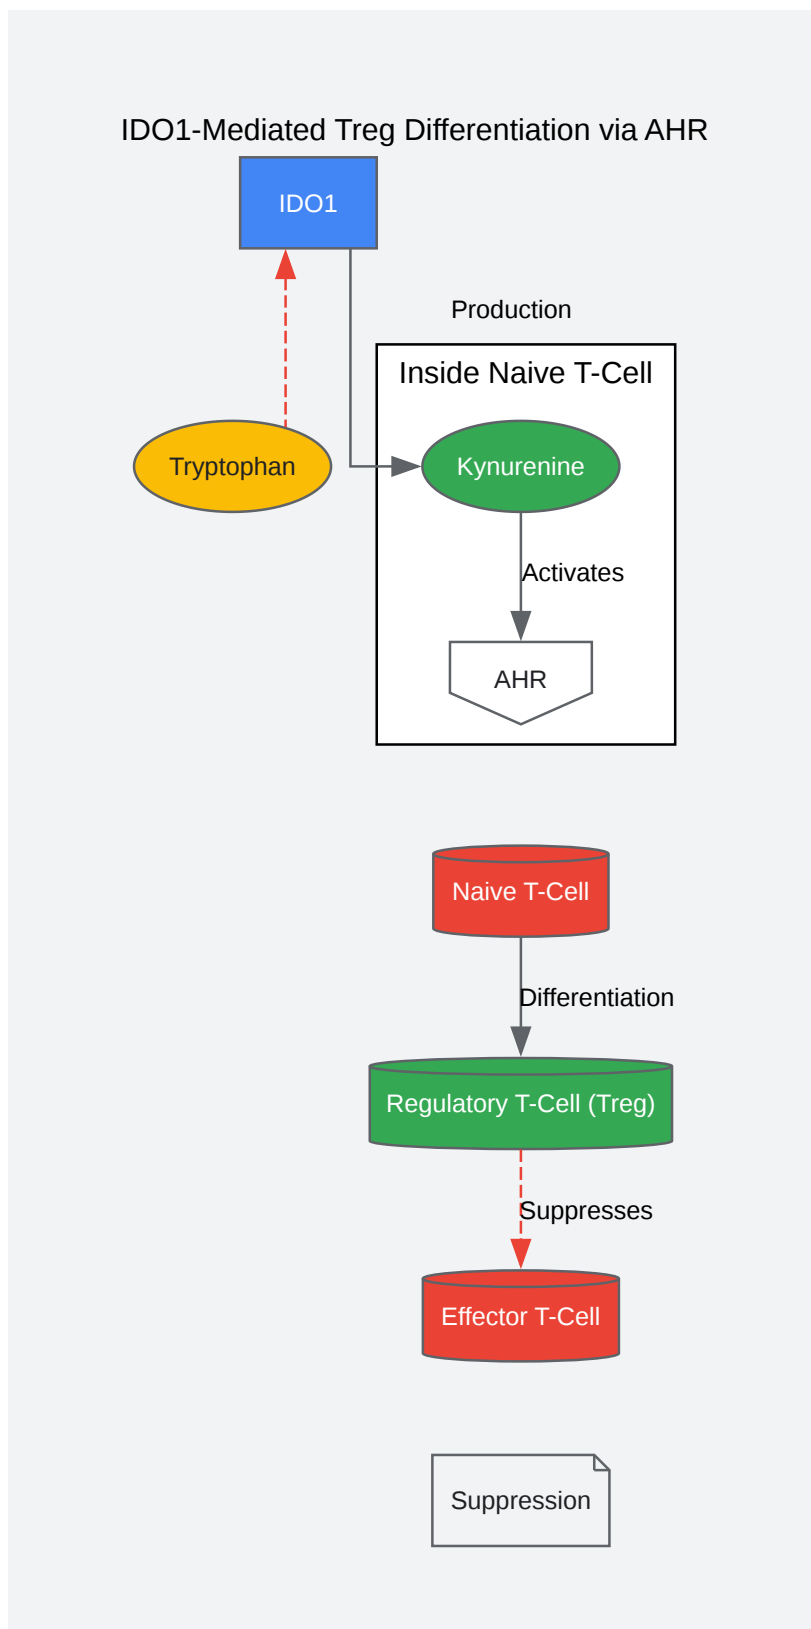 IDO1-Mediated Treg Differentiation via AHR
IDO1
Production
Inside Naive T-Cell
Tryptophan
Kynurenine
Activates
AHR
Naive T-Cell
Differentiation
Regulatory T-Cell (Treg)
Suppresses
Effector T-Cell
Suppression